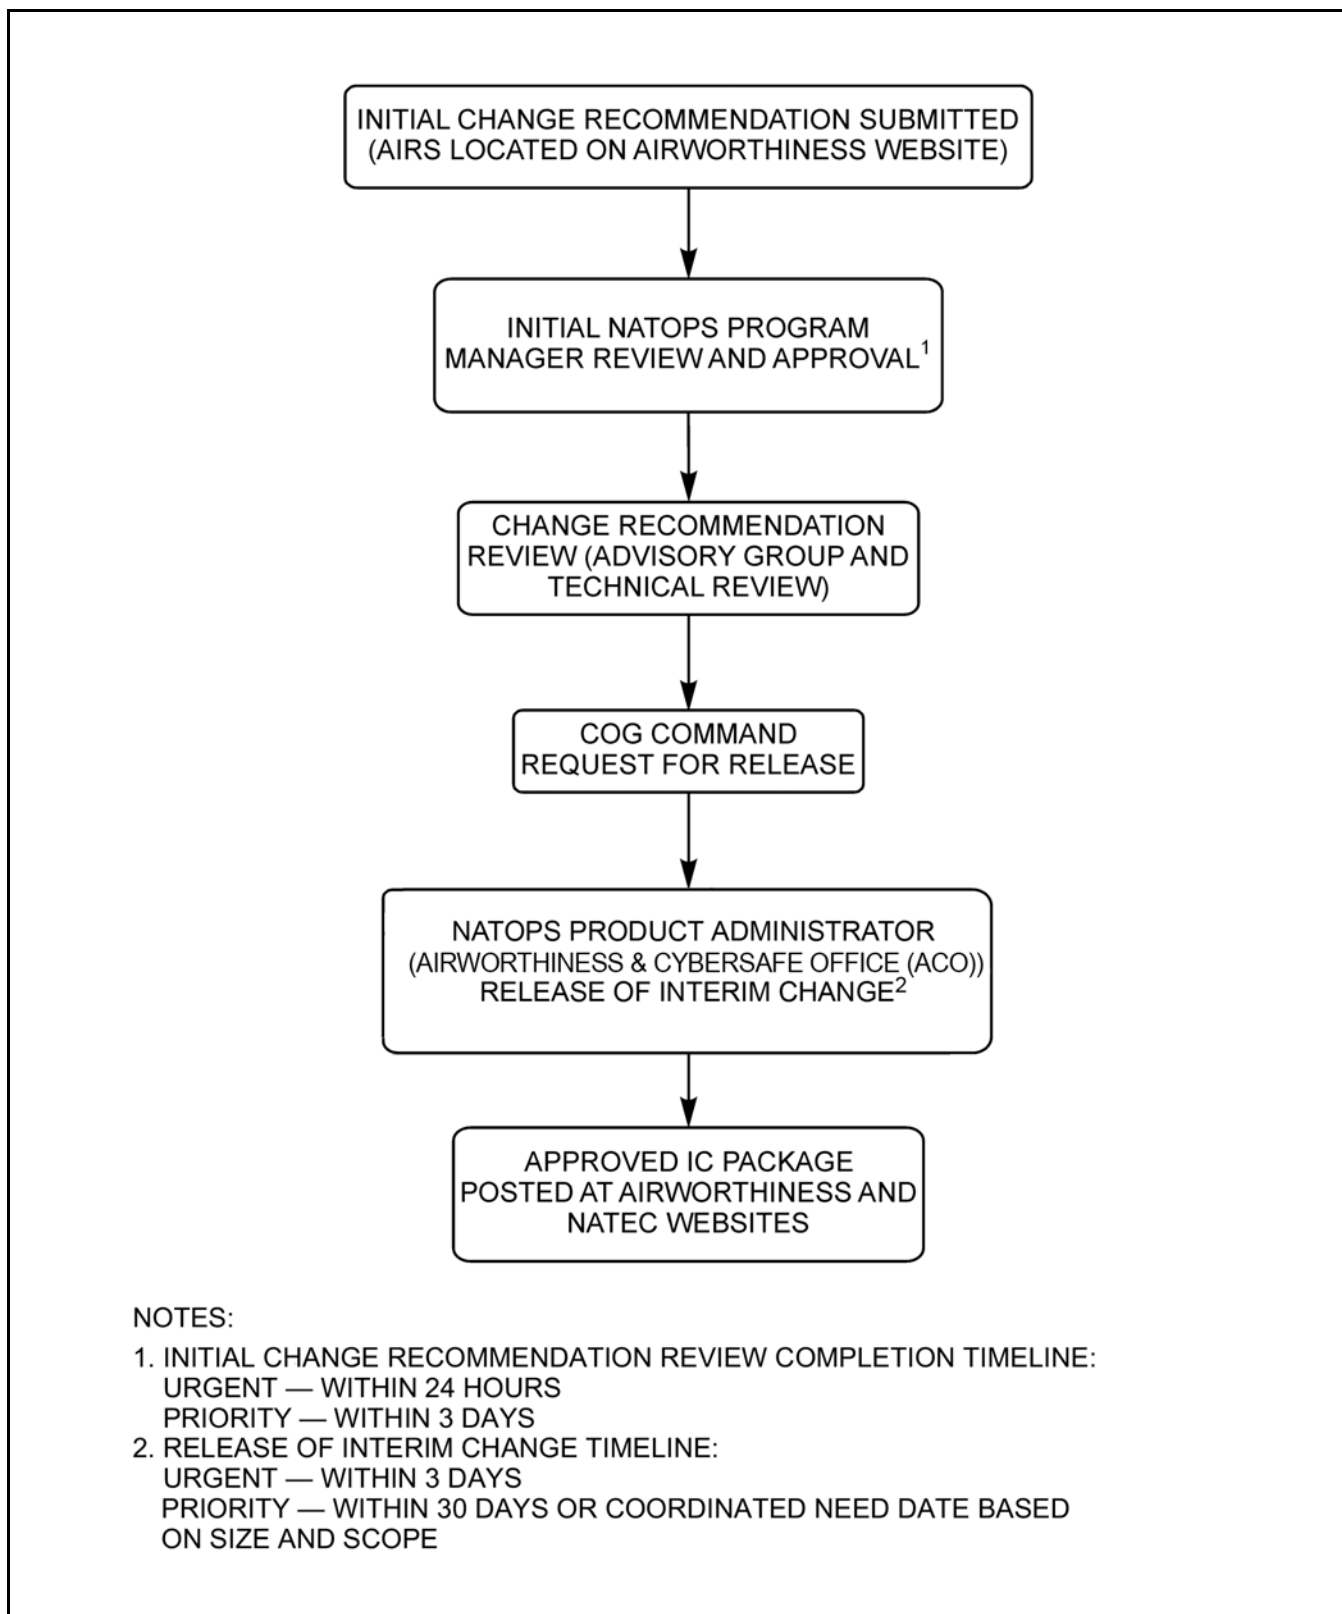 INITIAL CHANGE RECOMMENDATION SUBMITTED
(AIRS LOCATED ON AIRWORTHINESS WEBSITE)
INITIAL NATOPS PROGRAM
MANAGER REVIEW AND APPROVAL1
CHANGE RECOMMENDATION
REVIEW (ADVISORY GROUP AND
TECHNICAL REVIEW)
COG COMMAND
REQUEST FOR RELEASE
NATOPS PRODUCT ADMINISTRATOR
(AIRWORTHINESS & CYBERSAFE OFFICE (ACO))
RELEASE OF INTERIM CHANGE2
APPROVED IC PACKAGE
POSTED AT AIRWORTHINESS AND
NATEC WEBSITES
NOTES:
1. INITIAL CHANGE RECOMMENDATION REVIEW COMPLETION TIMELINE:
URGENT — WITHIN 24 HOURS
PRIORITY — WITHIN 3 DAYS
2. RELEASE OF INTERIM CHANGE TIMELINE:
URGENT — WITHIN 3 DAYS
PRIORITY — WITHIN 30 DAYS OR COORDINATED NEED DATE BASED
ON SIZE AND SCOPE